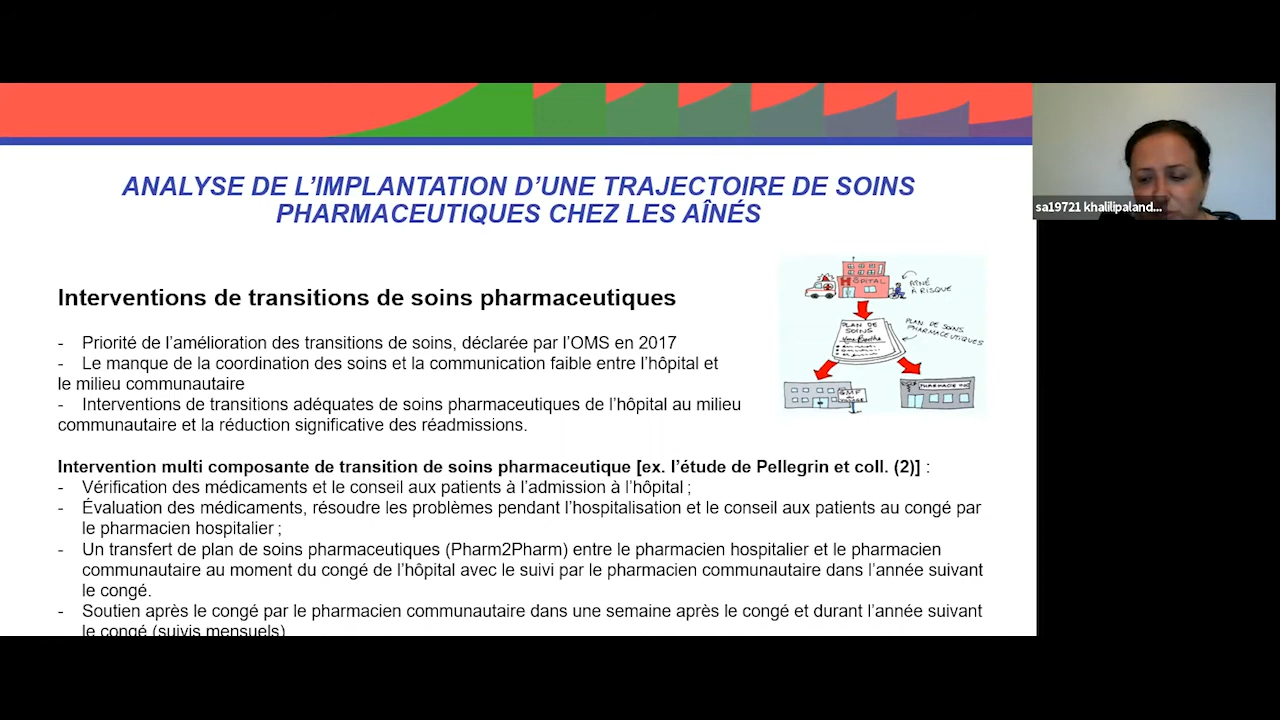 ANALYSE DE L’IMPLANTATION D’UNE TRAJECTOIRE DE SOINS
PHARMACEUTIQUES CHEZ LES AÎNÉS
sa19721 khalilipaland...
Interventions de transitions de soins pharmaceutiques
- Priorité de l’amélioration des transitions de soins, déclarée par l’OMS en 2017
- Le manque de la coordination des soins et la communication faible entre l’hôpital et
le milieu communautaire
- Interventions de transitions adéquates de soins pharmaceutiques de l’hôpital au milieu
communautaire et la réduction significative des réadmissions.
HÔPITAL
AÎNÉ
À RISQUE
PLAN DE
SOINS
PLAN DE SOINS
PHARMACEUTIQUES
GMF
PHARMACIE
Intervention multi composante de transition de soins pharmaceutique [ex. l’étude de Pellegrin et coll. (2)] :
- Vérification des médicaments et le conseil aux patients à l’admission à l’hôpital ;
- Évaluation des médicaments, résoudre les problèmes pendant l’hospitalisation et le conseil aux patients au congé par
le pharmacien hospitalier ;
- Un transfert de plan de soins pharmaceutiques (Pharm2Pharm) entre le pharmacien hospitalier et le pharmacien
communautaire au moment du congé de l’hôpital avec le suivi par le pharmacien communautaire dans l’année suivant
le congé.
- Soutien après le congé par le pharmacien communautaire dans une semaine après le congé et durant l’année suivant
le congé (suivis mensuels)